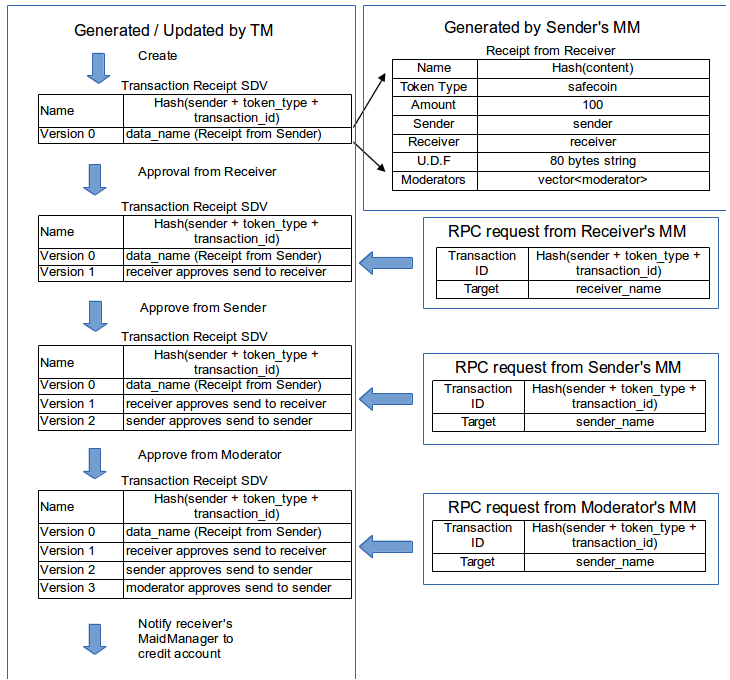 Generated / Updated by TM
Create
Transaction Receipt SDV
Name
Hash(sender + token_type +
transaction_id)
Version 0
data_name (Receipt from Sender)
Approval from Receiver
Transaction Receipt SDV
Name
Hash(sender + token_type +
transaction_id)
Version 0
data_name (Receipt from Sender)
Version 1
receiver approves send to receiver
Approve from Sender
Transaction Receipt SDV
Name
Hash(sender + token_type +
transaction_id)
Version 0
data_name (Receipt from Sender)
Version 1
receiver approves send to receiver
Version 2
sender approves send to sender
Approve from Moderator
Transaction Receipt SDV
Name
Hash(sender + token_type +
transaction_id)
Version 0
data_name (Receipt from Sender)
Version 1
receiver approves send to receiver
Version 2
sender approves send to sender
Version 3
moderator approves send to sender
Notify receiver's
MaidManager to
credit account
Generated by Sender's MM
Receipt from Receiver
Name
Hash(content)
Token Type
safecoin
Amount
100
Sender
sender
Receiver
receiver
U.D.F
80 bytes string
Moderators
vector<moderator>
RPC request from Receiver's MM
Transaction
ID
Hash(sender + token_type +
transaction_id)
Target
receiver_name
RPC request from Sender's MM
Transaction
ID
Hash(sender + token_type +
transaction_id)
Target
sender_name
RPC request from Moderator's MM
Transaction
ID
Hash(sender + token_type +
transaction_id)
Target
sender_name